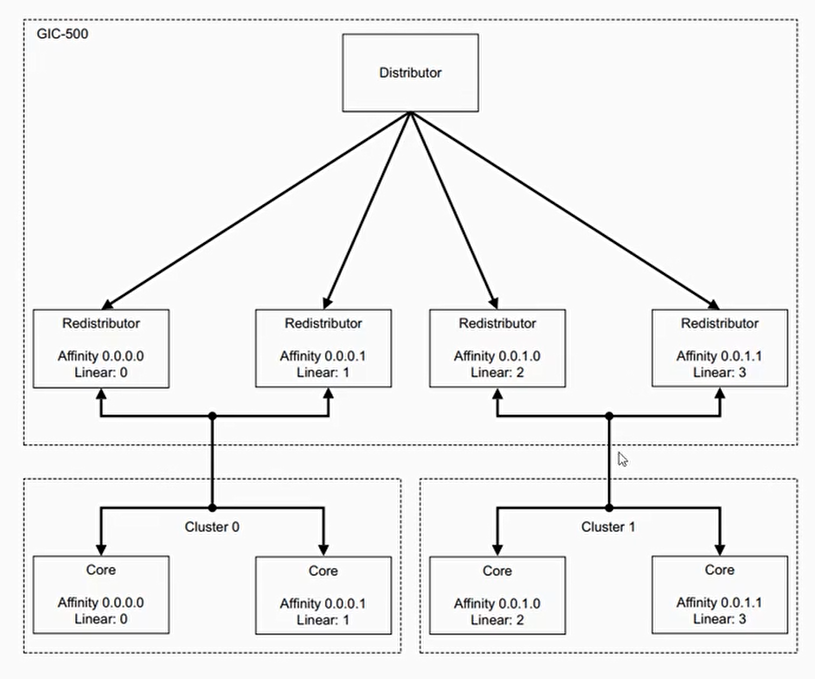 GIC-500
Distributor
Redistributor
Affinity 0.0.0.0
Linear: 0
Redistributor
Affinity 0.0.0.1
Linear: 1
Redistributor
Affinity 0.0.1.0
Linear: 2
Redistributor
Affinity 0.0.1.1
Linear: 3
Cluster 0
Core
Affinity 0.0.0.0
Linear: 0
Core
Affinity 0.0.0.1
Linear: 1
Cluster 1
Core
Affinity 0.0.1.0
Linear: 2
Core
Affinity 0.0.1.1
Linear: 3